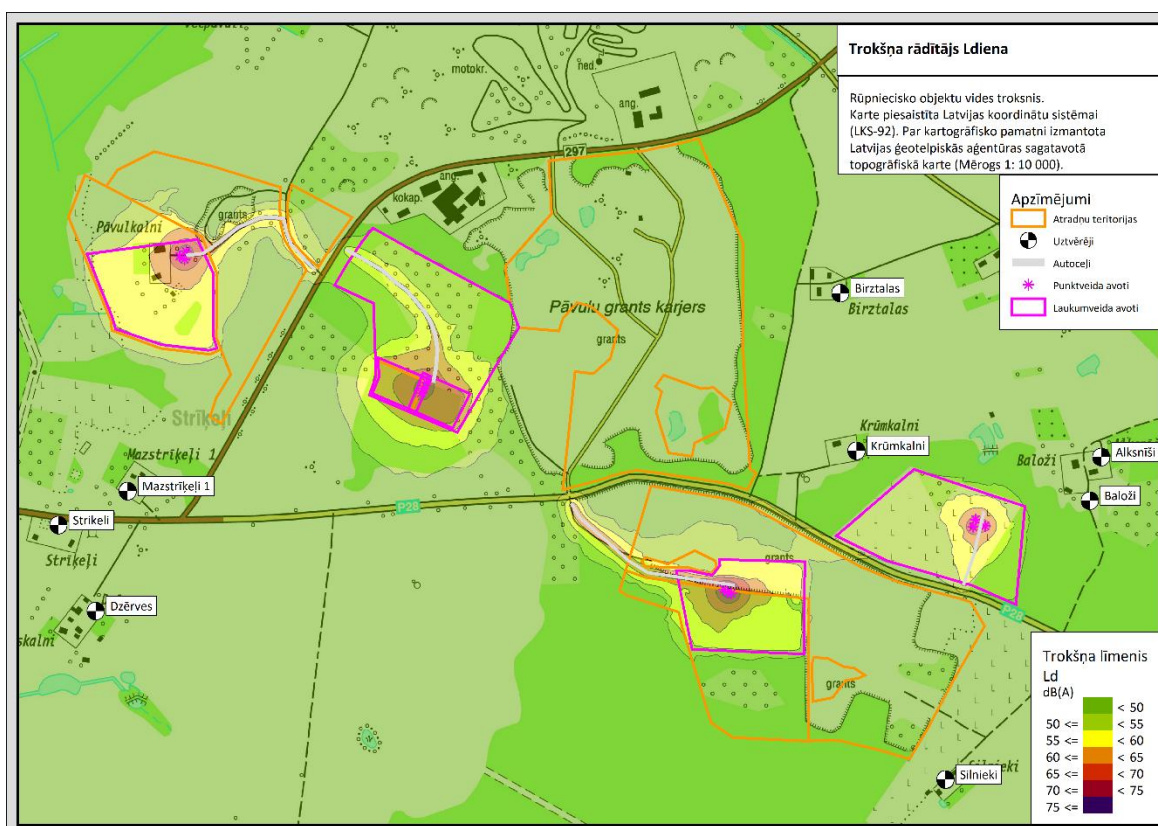 Trokšņa rādītājs Ldiena
Rūpniecisko objektu vides troksnis.
Karte piesaistīta Latvijas koordinātu sistēmai
(LKS-92). Par kartogrāfisko pamatni izmantota
Latvijas ģeotelpiskās aģentūras sagatavotā
topogrāfiskā karte (Mērogs 1: 10 000).
Apzīmējumi
Atradņu teritorijas
Uztvērēji
Autoceļi
Punktveida avoti
Laukumveida avoti
motokr.
ned.
ang.
297
ang.
kokap.
grants
Pāvulkalni
Pāvulu grants karjers
grants
Birztalas
Birztalas
Strīķeļi
Mazstrīķeļi 1
Mazstrīķeļi 1
Krūmkalni
Krūmkalni
Baloži
Alksnīši
Baloži
P28
Strikeli
Strīķeļi
grants
Dzērves
skalni
P28
grants
Silnieki
Silnieki
Trokšņa līmenis
Ld
dB(A)
< 50
50 <= < 55
55 <= < 60
60 <= < 65
65 <= < 70
70 <= < 75
75 <=